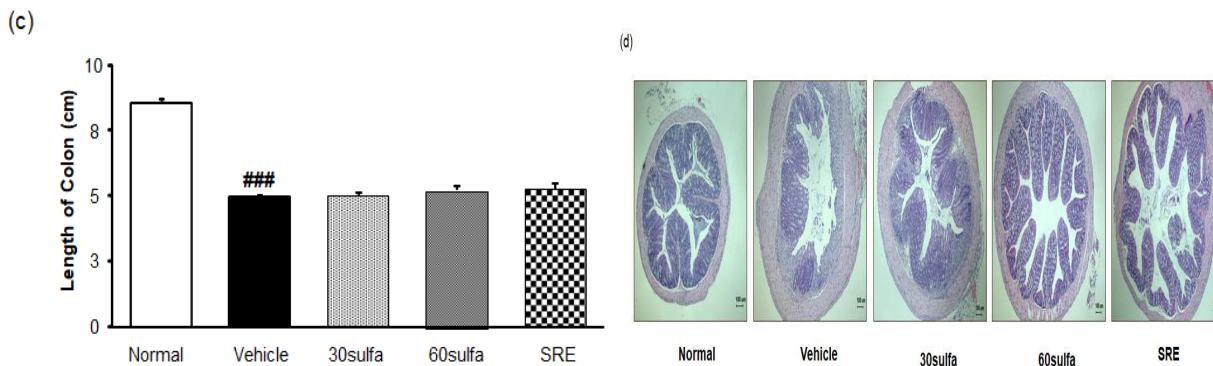 (c)
(d)
Length of Colon (cm)
10
8
5
3
0
###
Normal Vehicle 30sulfa 60sulfa SRE
Normal Vehicle 30sulfa 60sulfa SRE